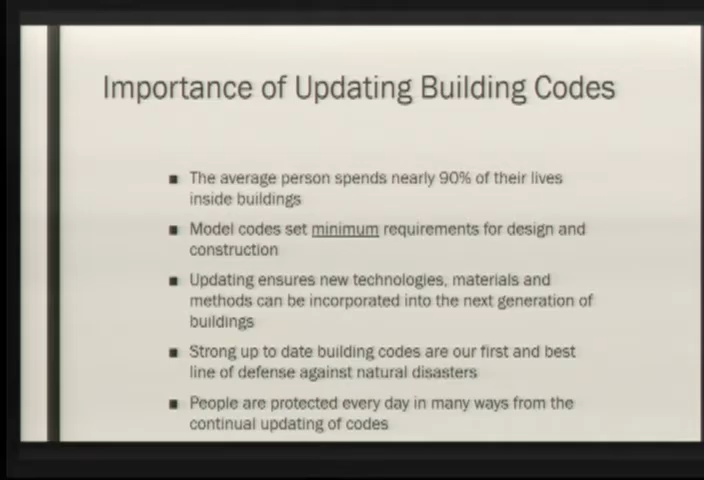 Importance of Updating Building Codes
■ The average person spends nearly 90% of their lives
inside buildings
■ Model codes set minimum requirements for design and
construction
■ Updating ensures new technologies, materials and
methods can be incorporated into the next generation of
buildings
■ Strong up to date building codes are our first and best
line of defense against natural disasters
■ People are protected every day in many ways from the
continual updating of codes